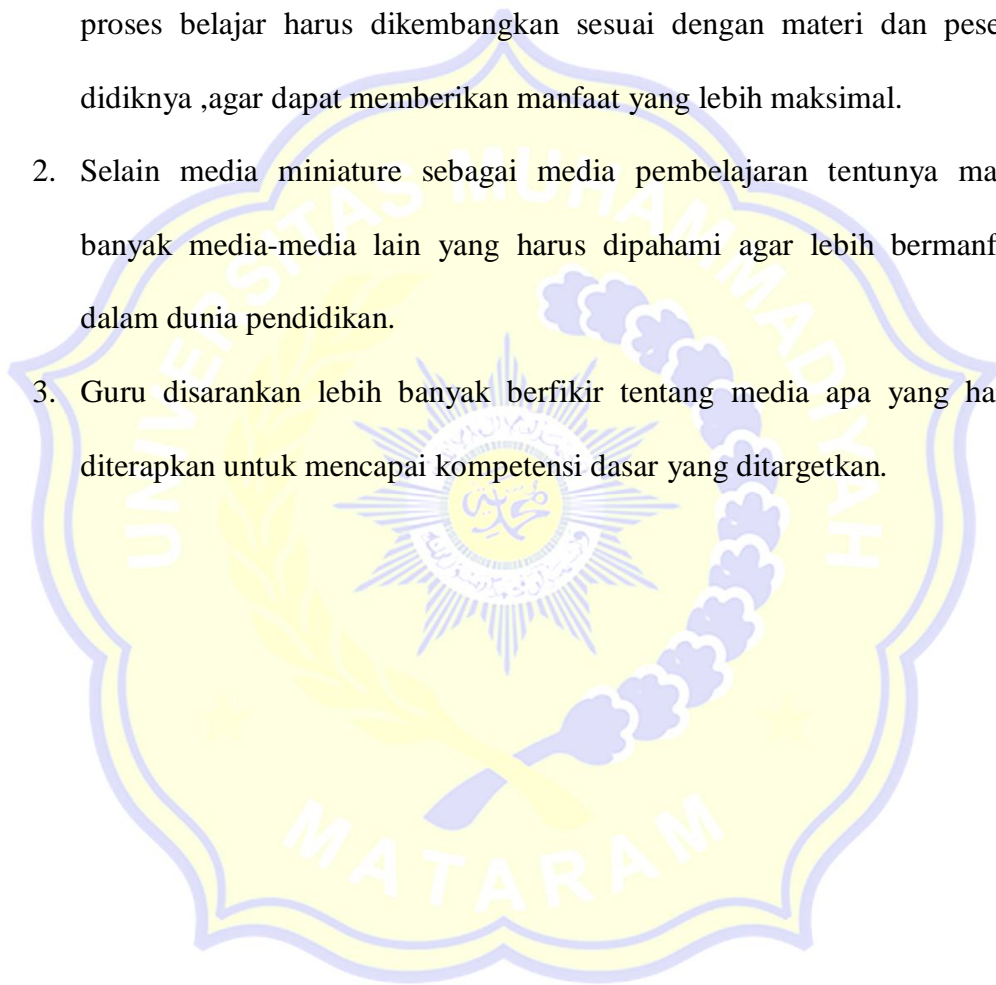 proses belajar harus dikembangkan sesuai dengan materi dan pese
didiknya ,agar dapat memberikan manfaat yang lebih maksimal.
2. Selain media miniature sebagai media pembelajaran tentunya ma
banyak media-media lain yang harus dipahami agar lebih bermanf
dalam dunia pendidikan.
3. Guru disarankan lebih banyak berfikir tentang media apa yang ha
diterapkan untuk mencapai kompetensi dasar yang ditargetkan.
UNIVERSITAS MUHAMMADIYAH
MATARAM